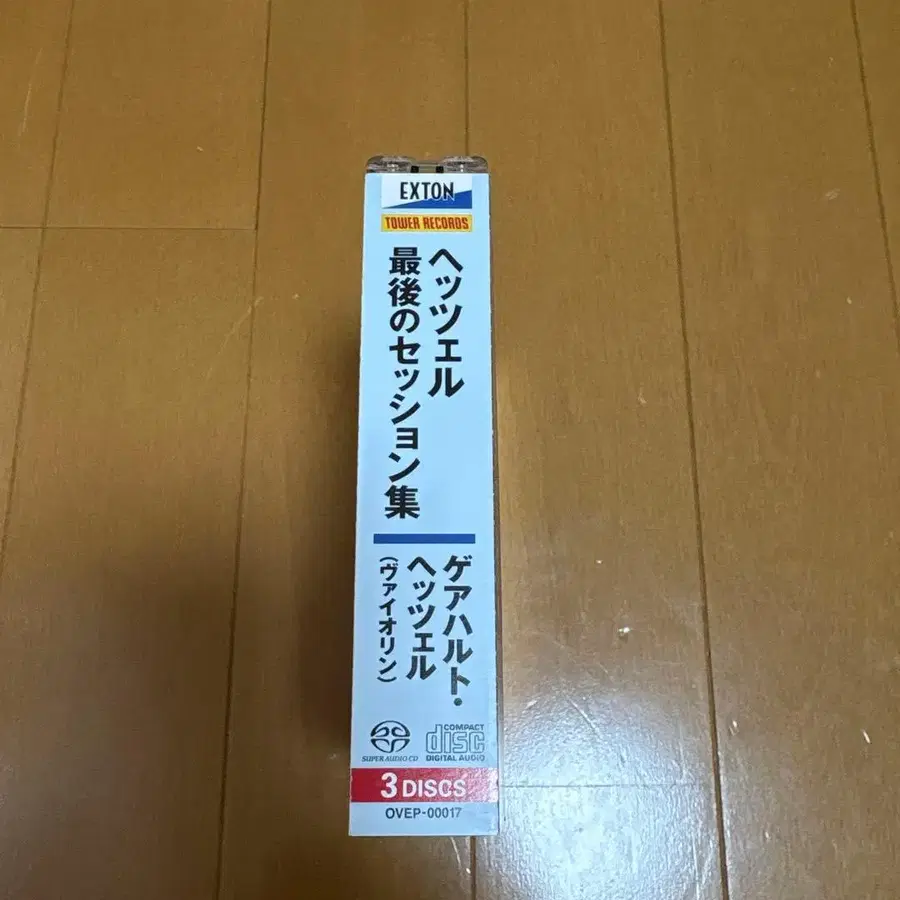 EXTON
TOWER RECORDS
ヘッツェル
最後のセッション集
ゲアハルト・
ヘッツェル
(ヴァイオリン)
SUPER AUDIO CD
COMPACT
disc
DIGITAL AUDIO
3 DISCS
OVEP-00017